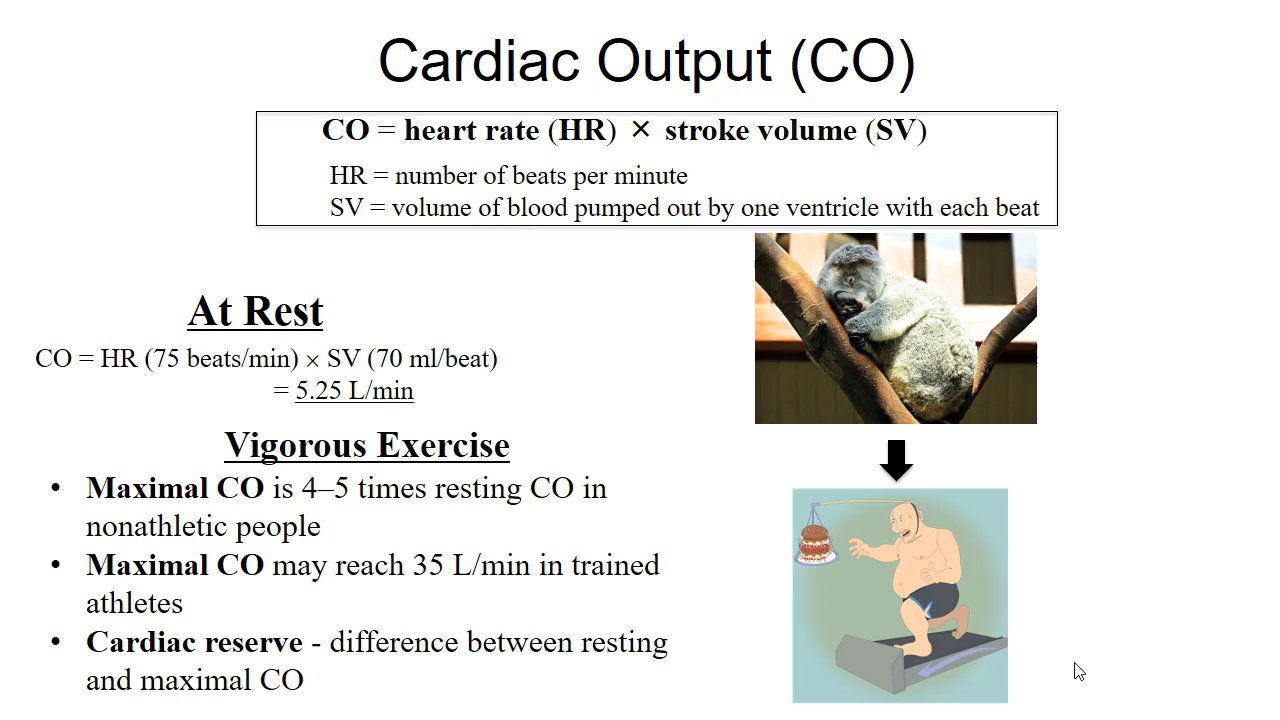 Cardiac Output (CO)
CO = heart rate (HR) × stroke volume (SV)
HR = number of beats per minute
SV = volume of blood pumped out by one ventricle with each beat
At Rest
CO = HR (75 beats/min) × SV (70 ml/beat)
= 5.25 L/min
Vigorous Exercise
• Maximal CO is 4–5 times resting CO in
nonathletic people
• Maximal CO may reach 35 L/min in trained
athletes
• Cardiac reserve - difference between resting
and maximal CO